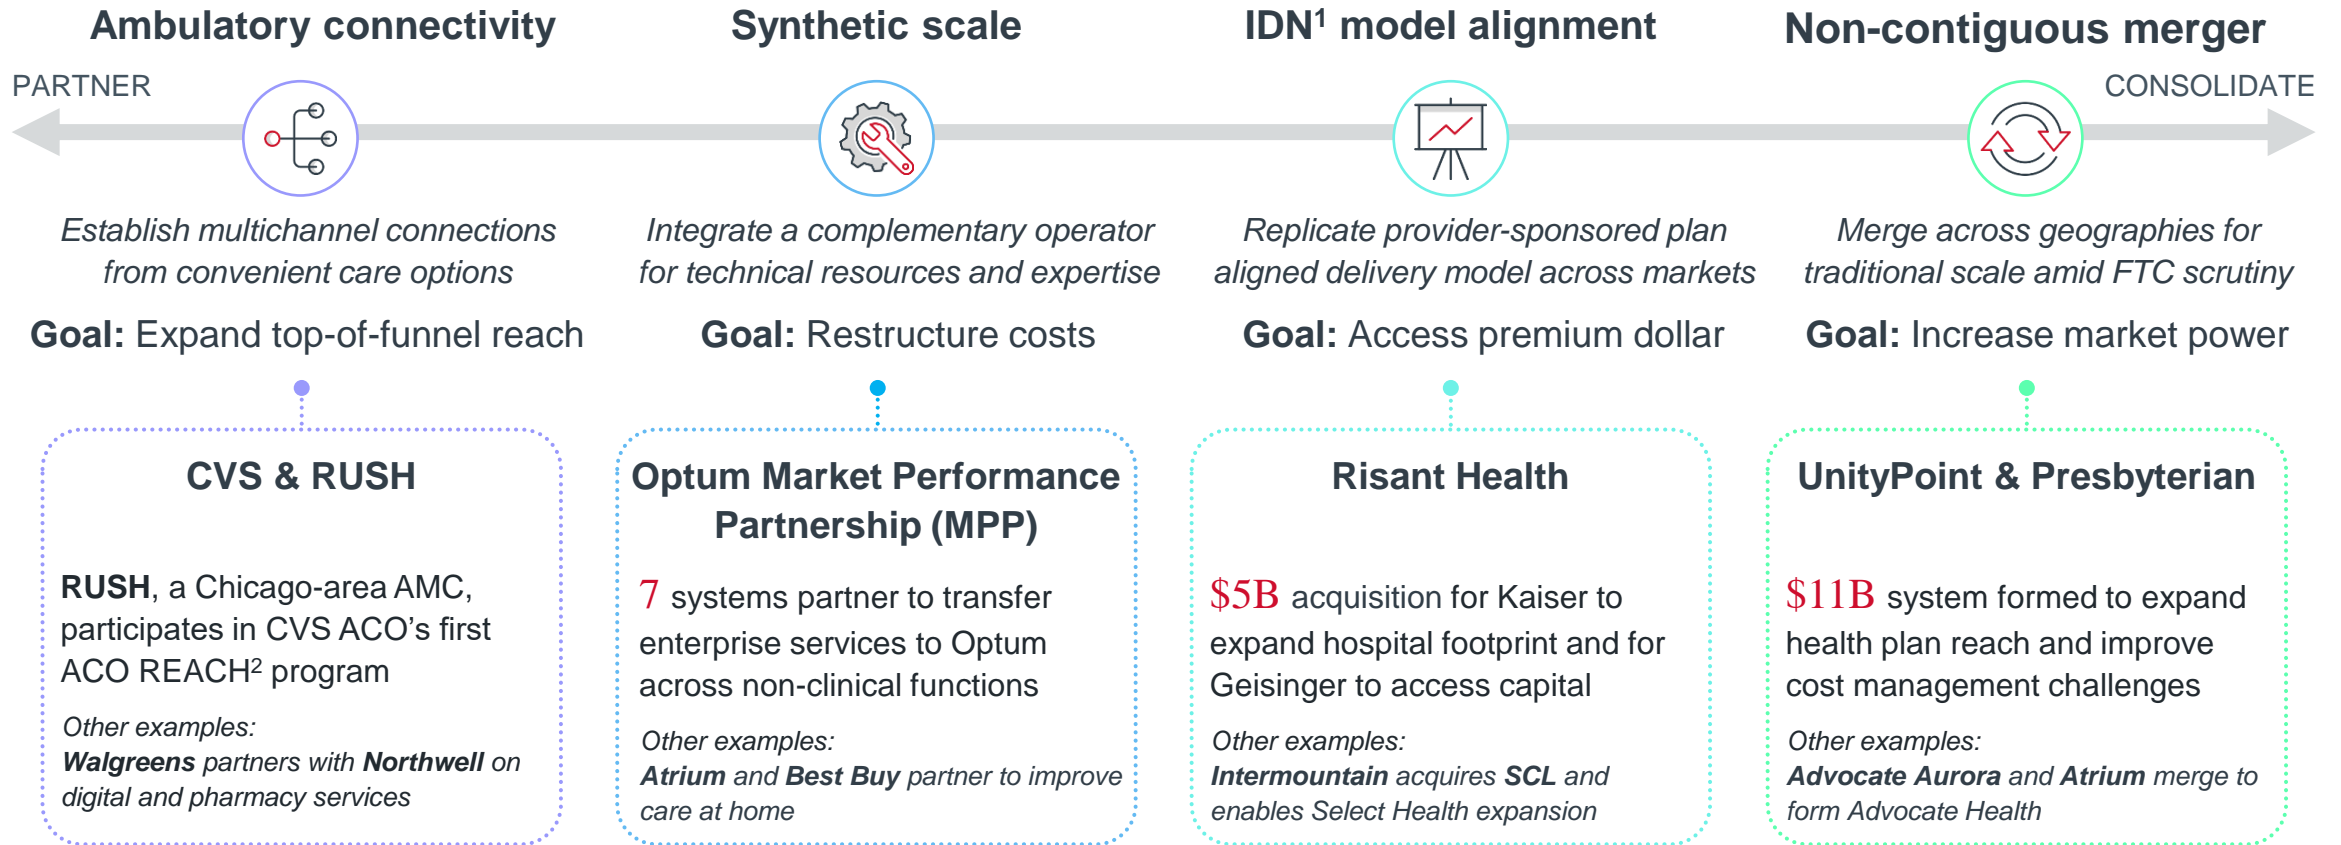 Ambulatory connectivity
Synthetic scale
IDN¹ model alignment
Non-contiguous merger
PARTNER
CONSOLIDATE
Establish multichannel connections
from convenient care options
Goal: Expand top-of-funnel reach
Integrate a complementary operator
for technical resources and expertise
Goal: Restructure costs
Replicate provider-sponsored plan
aligned delivery model across markets
Goal: Access premium dollar
Merge across geographies for
traditional scale amid FTC scrutiny
Goal: Increase market power
CVS & RUSH
RUSH, a Chicago-area AMC,
participates in CVS ACO’s first
ACO REACH² program
Other examples:
Walgreens partners with Northwell on
digital and pharmacy services
Optum Market Performance
Partnership (MPP)
7 systems partner to transfer
enterprise services to Optum
across non-clinical functions
Other examples:
Atrium and Best Buy partner to improve
care at home
Risant Health
$5B acquisition for Kaiser to
expand hospital footprint and for
Geisinger to access capital
Other examples:
Intermountain acquires SCL and
enables Select Health expansion
UnityPoint & Presbyterian
$11B system formed to expand
health plan reach and improve
cost management challenges
Other examples:
Advocate Aurora and Atrium merge to
form Advocate Health